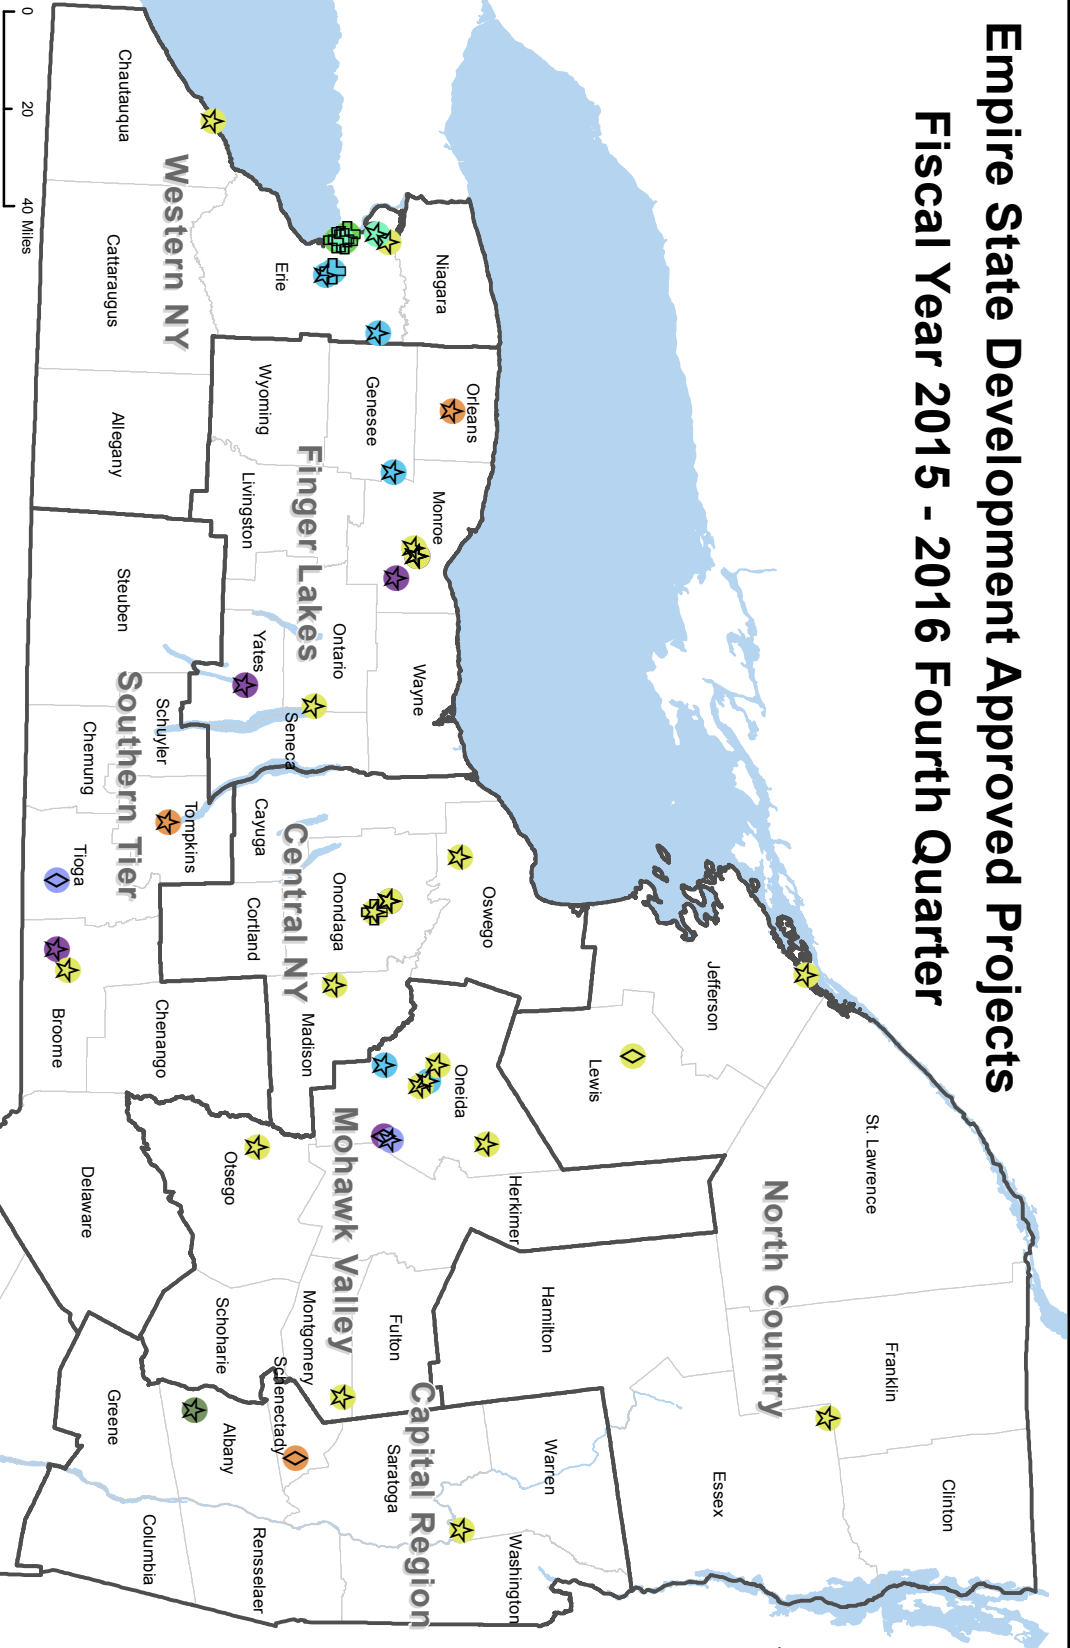 Empire State Development Approved Projects
Fiscal Year 2015 - 2016 Fourth Quarter
Clinton
Franklin
St. Lawrence
North Country
Essex
Jefferson
Lewis
Hamilton
Herkimer
Warren
Washington
Oswego
Oneida
Fulton
Saratoga
Capital Region
Niagara
Orleans
Monroe
Wayne
Genesee
Onondaga
Madison
Mohawk Valley
Montgomery
Schenectady
Erie
Wyoming
Livingston
Finger Lakes
Ontario
Yates
Seneca
Cayuga
Central NY
Cortland
Otsego
Schoharie
Albany
Rensselaer
Western NY
Chautauqua
Cattaraugus
Allegany
Steuben
Schuyler
Southern Tier
Tompkins
Chemung
Tioga
Chenango
Broome
Delaware
Greene
Columbia
0 20 40 Miles